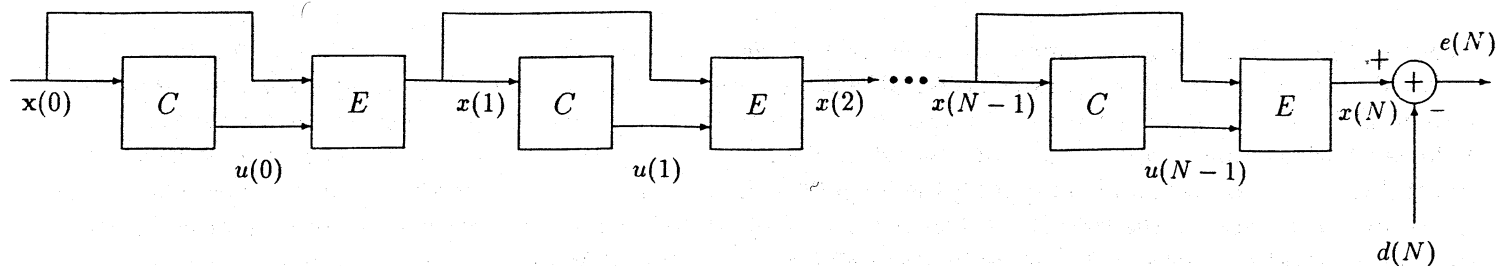 e(N)
+
C E C E C E +
x(0) x(1) x(2) ••• x(N − 1) x(N) −
u(0) u(1) u(N − 1)
d(N)